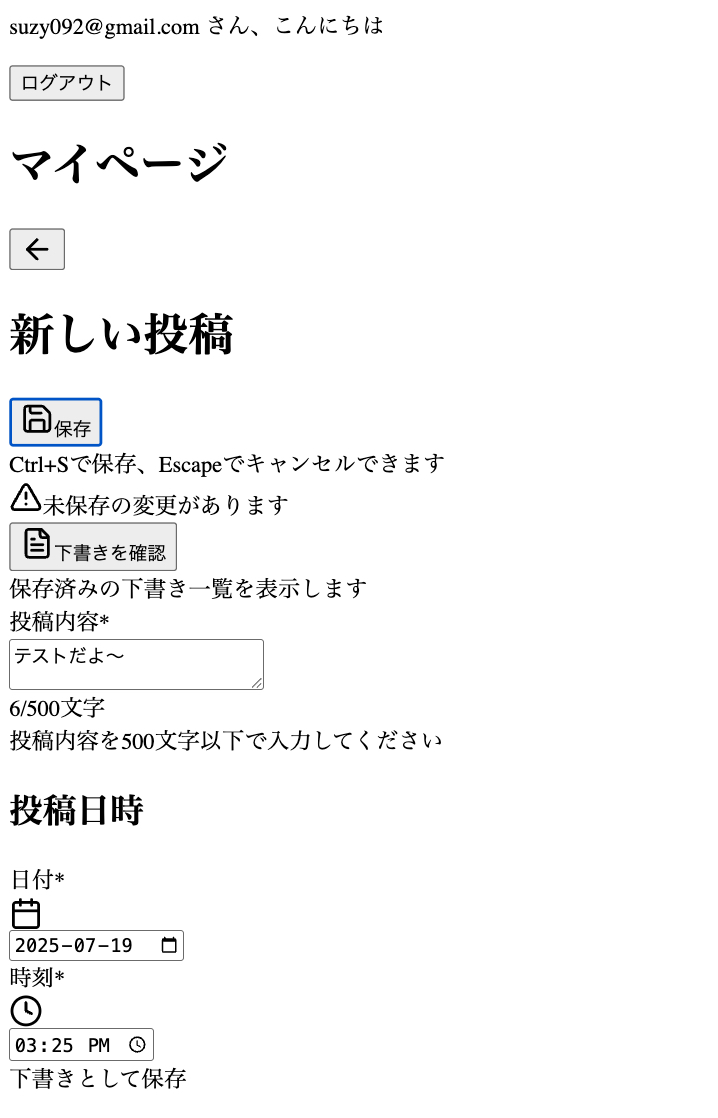 suzy092@gmail.com さん、こんにちは
ログアウト
マイページ
新しい投稿
保存
Ctrl+Sで保存、Escapeでキャンセルできます
未保存の変更があります
下書きを確認
保存済みの下書き一覧を表示します
投稿内容*
テストだよ〜
6/500文字
投稿内容を500文字以下で入力してください
投稿日時
日付*
2025-07-19
時刻*
03:25 PM
下書きとして保存